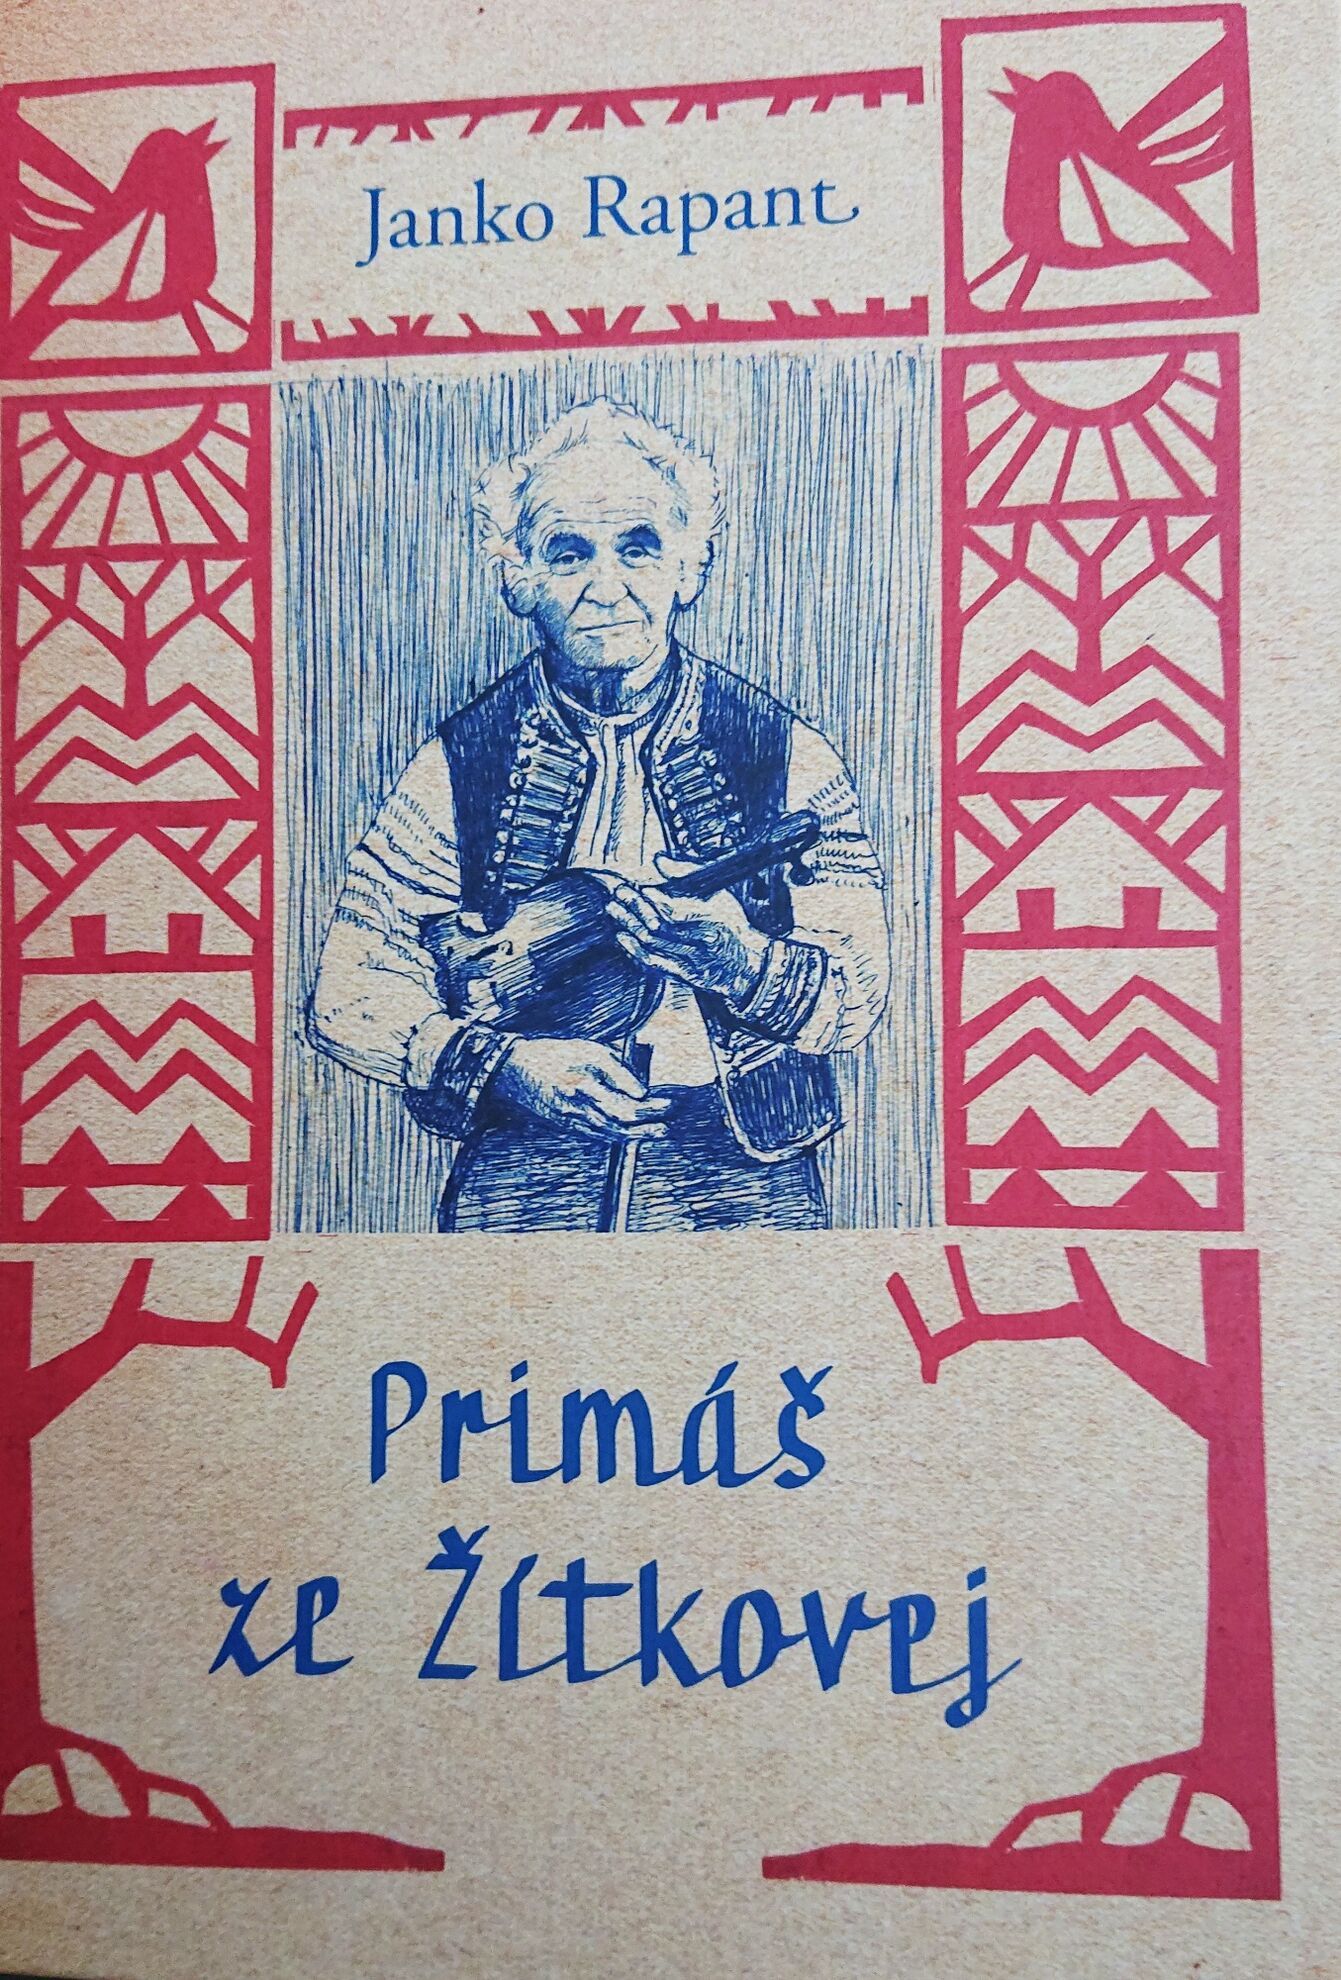 Janko Rapant
Primáš
ze Žítkovej